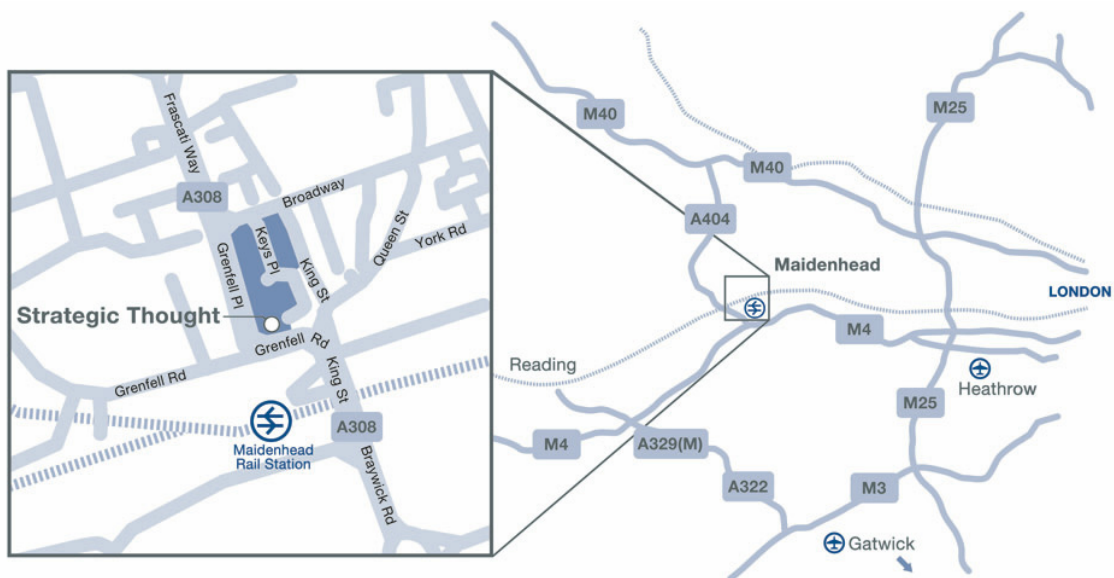 Frascati Way
A308
Broadway
Queen St
York Rd
Keys Pl
King St
Grenfell Pl
Strategic Thought
Grenfell Rd
Grenfell Rd
King St
A308
Maidenhead
Rail Station
Braywick Rd
M40
M25
M40
A404
Maidenhead
LONDON
M4
Reading
Heathrow
M25
M4
A329(M)
A322
M3
Gatwick